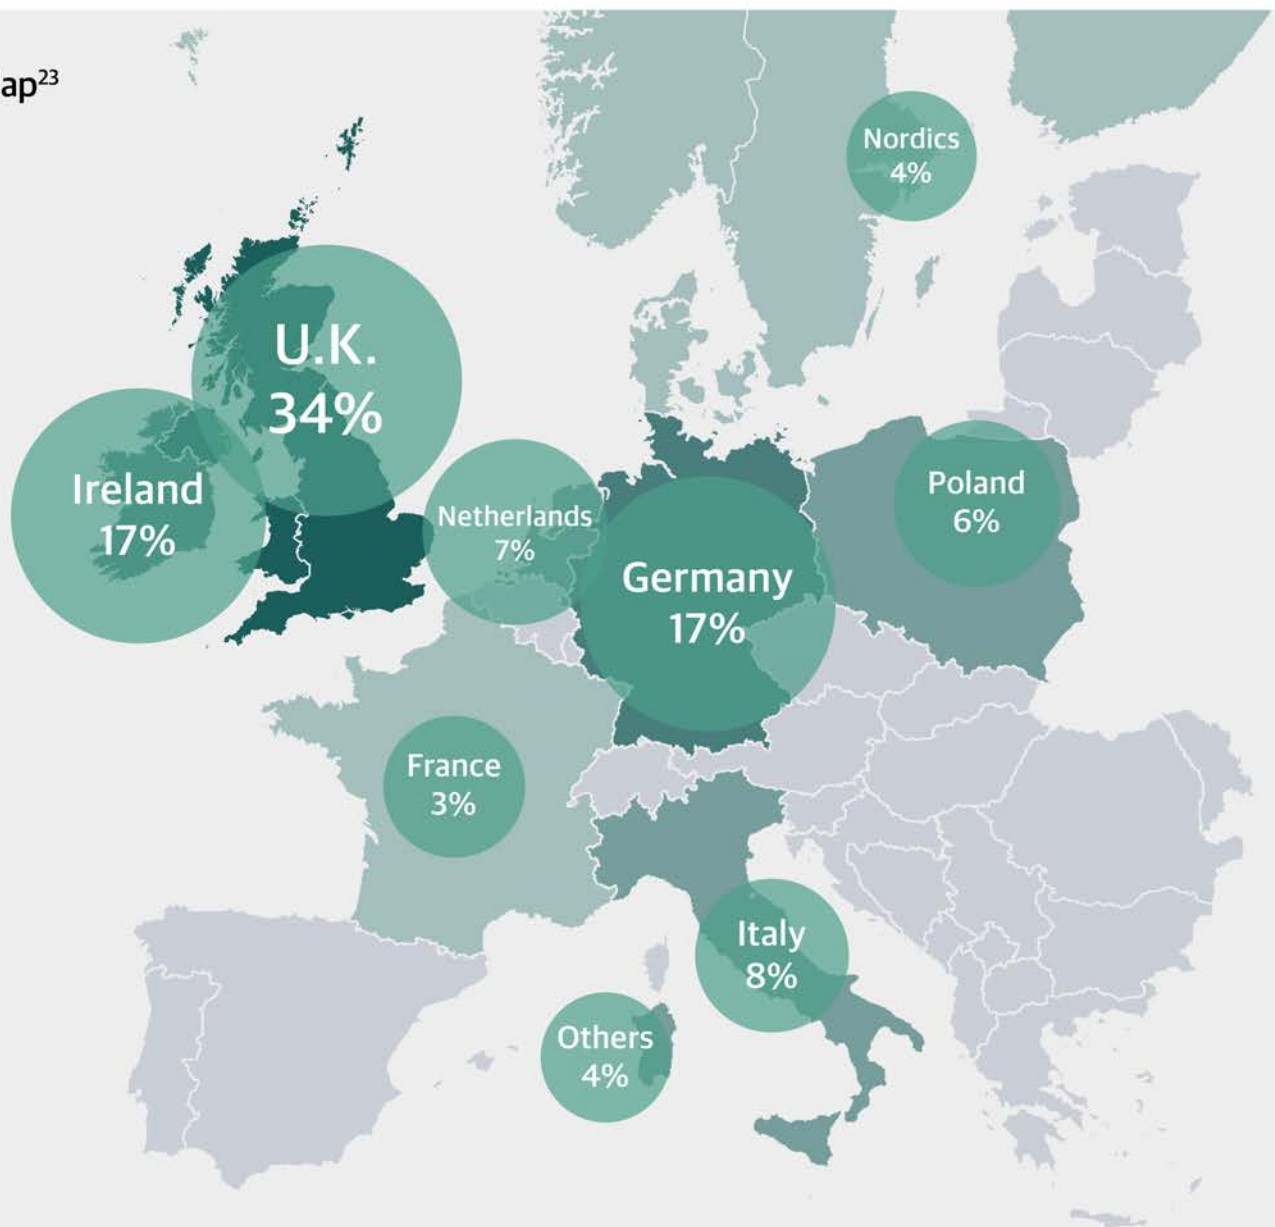 ap23
Nordics
4%
U.K.
34%
Ireland
17%
Netherlands
7%
Poland
6%
Germany
17%
France
3%
Italy
8%
Others
4%